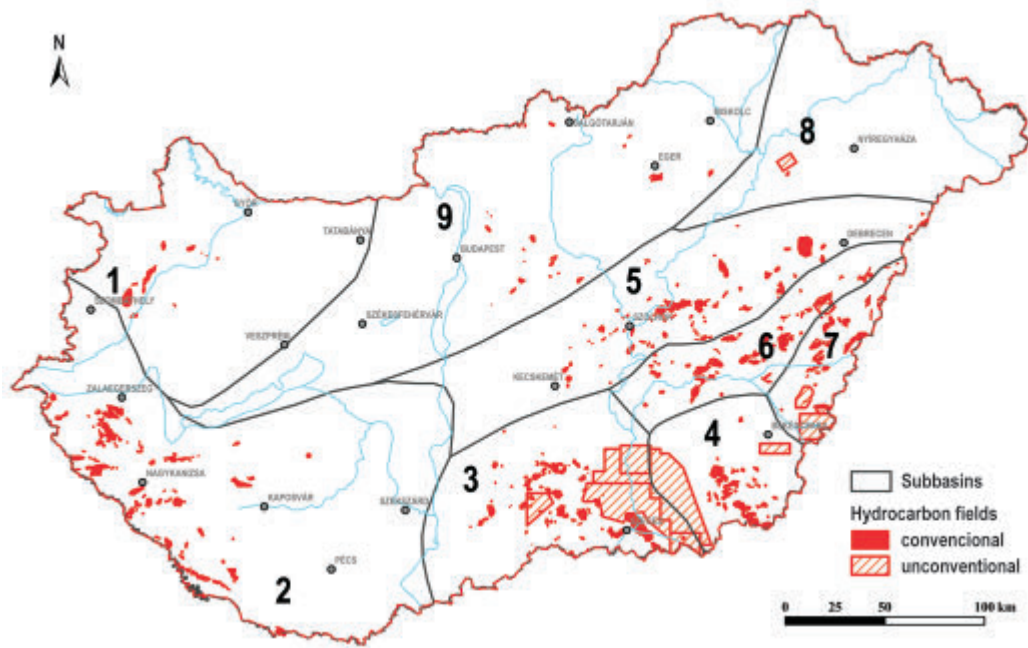 N
SALGÓTARJÁN
MISKOLC
8
NYÍREGYHÁZA
EGER
GYŐR
9
TATABÁNYA
DEBRECEN
BUDAPEST
1
5
SZOMBATHELY
SZÉKESFEHÉRVÁR
SZOLNOK
VESZPRÉM
6
7
KECSKEMÉT
ZALAEGERSZEG
4
BÉKÉSCSABA
3
NAGYKANIZSA
Subbasins
KAPOSVÁR
SZEKSZÁRD
Hydrocarbon fields
convencional
PÉCS
unconventional
2
0 25 50 100 km